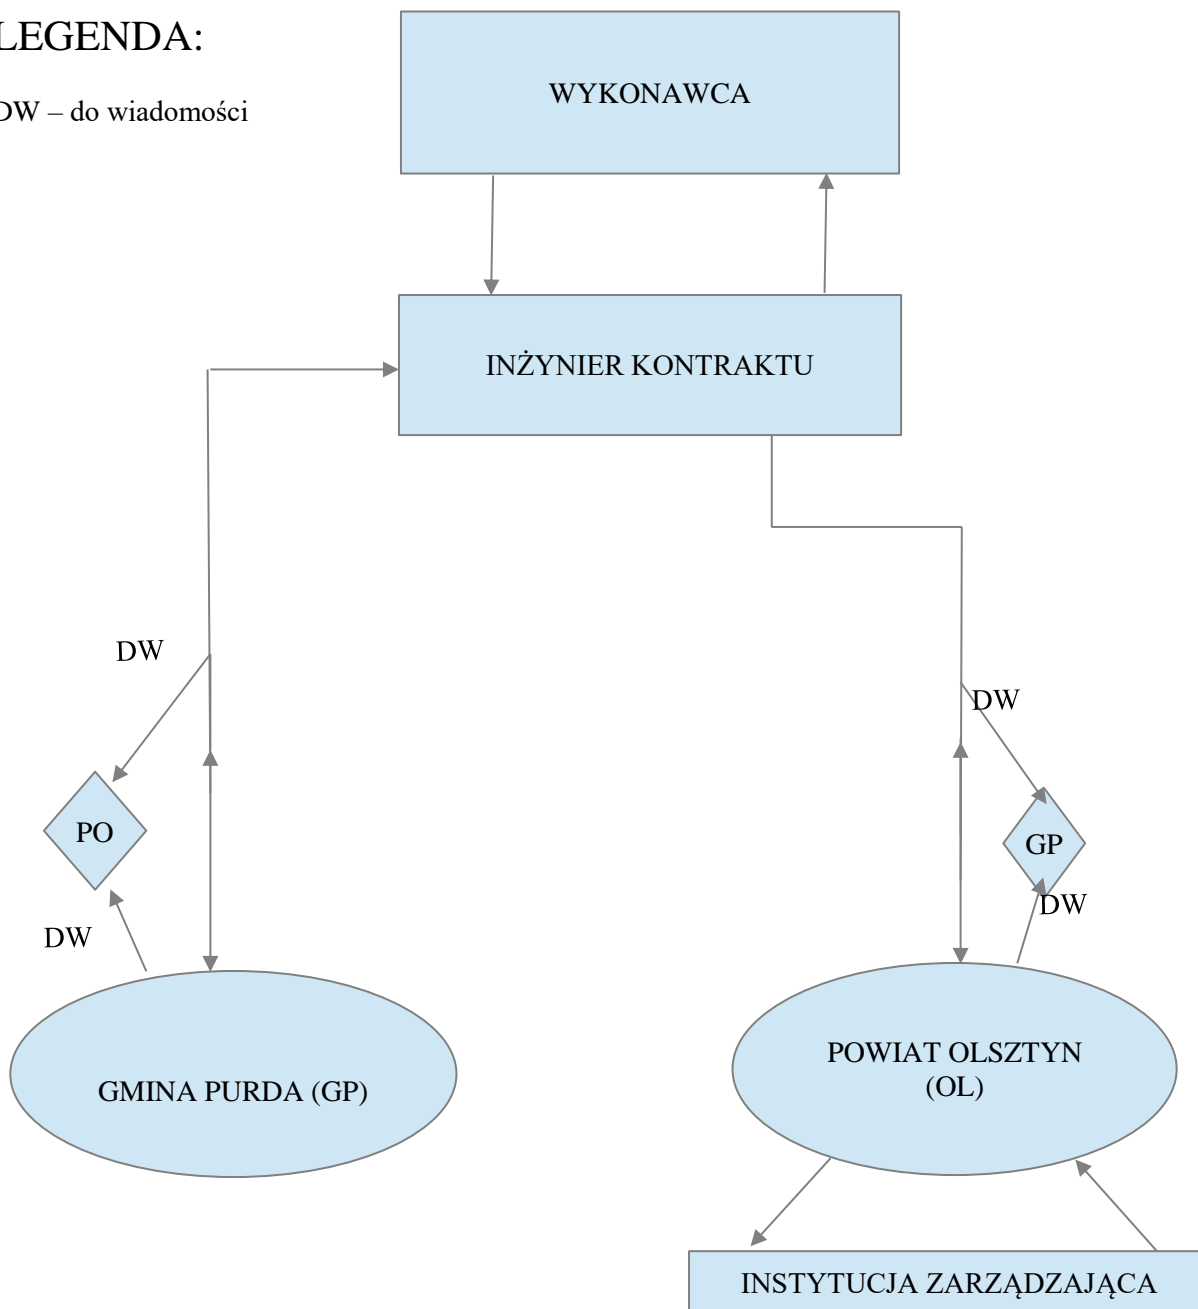 LEGENDA:
DW – do wiadomości
WYKONAWCA
INŻYNIER KONTRAKTU
DW
DW
PO
GP
DW
DW
GMINA PURDA (GP)
POWIAT OLSZTYN
(OL)
INSTYTUCJA ZARZĄDZAJĄCA